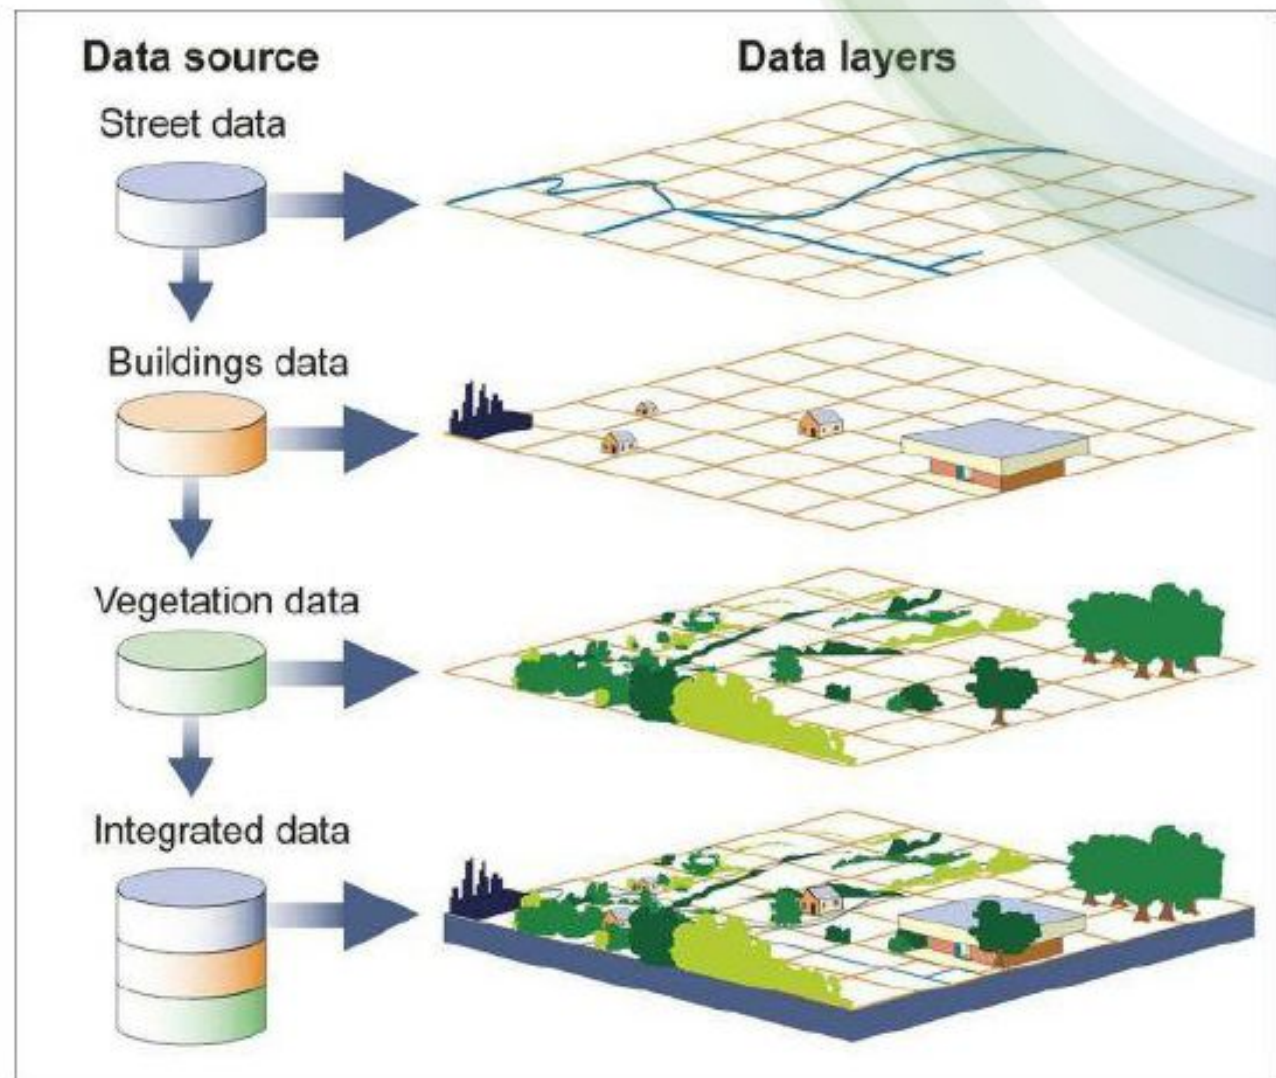 Data source
Data layers
Street data
Buildings data
Vegetation data
Integrated data